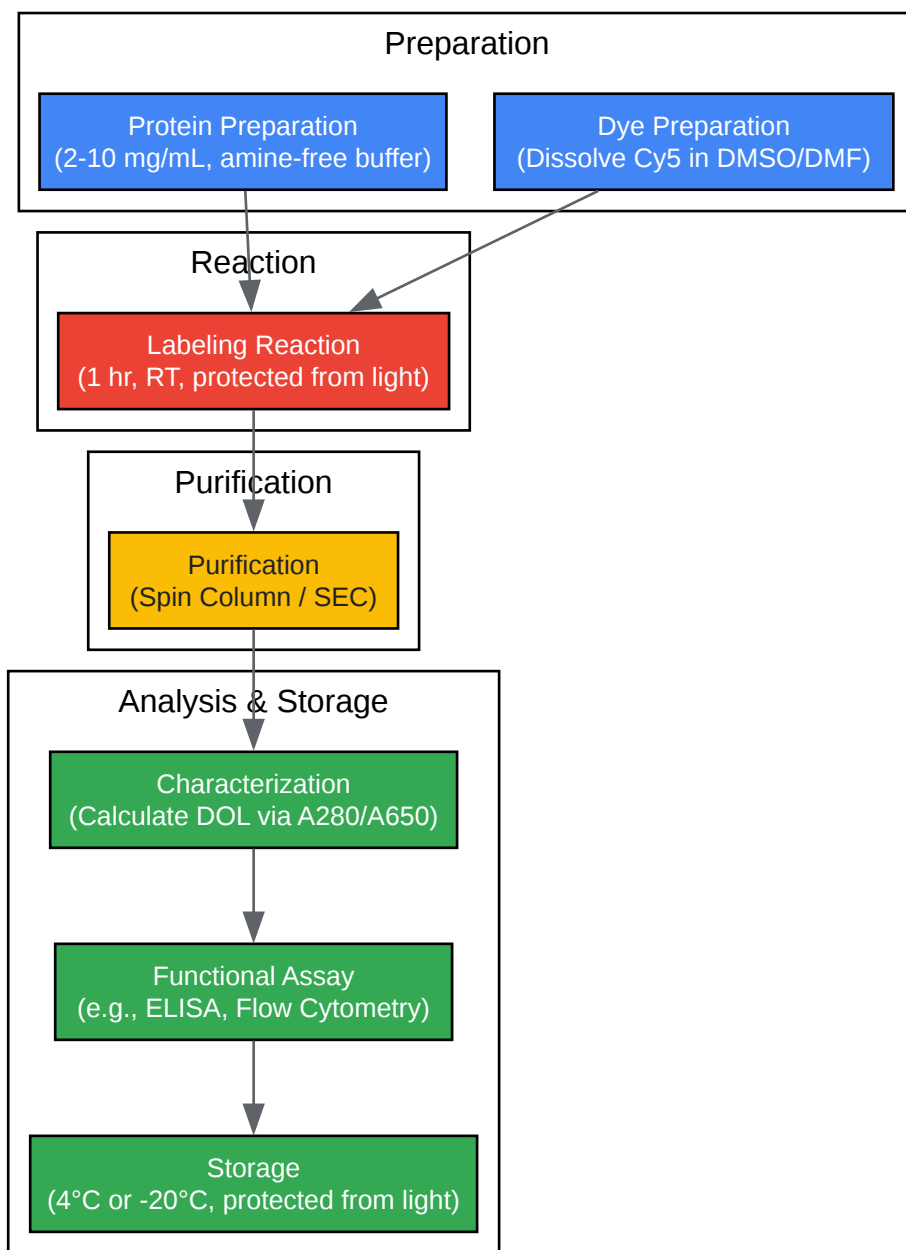 Preparation
Protein Preparation
(2-10 mg/mL, amine-free buffer)
Dye Preparation
(Dissolve Cy5 in DMSO/DMF)
Reaction
Labeling Reaction
(1 hr, RT, protected from light)
Purification
Purification
(Spin Column / SEC)
Analysis & Storage
Characterization
(Calculate DOL via A280/A650)
Functional Assay
(e.g., ELISA, Flow Cytometry)
Storage
(4°C or -20°C, protected from light)